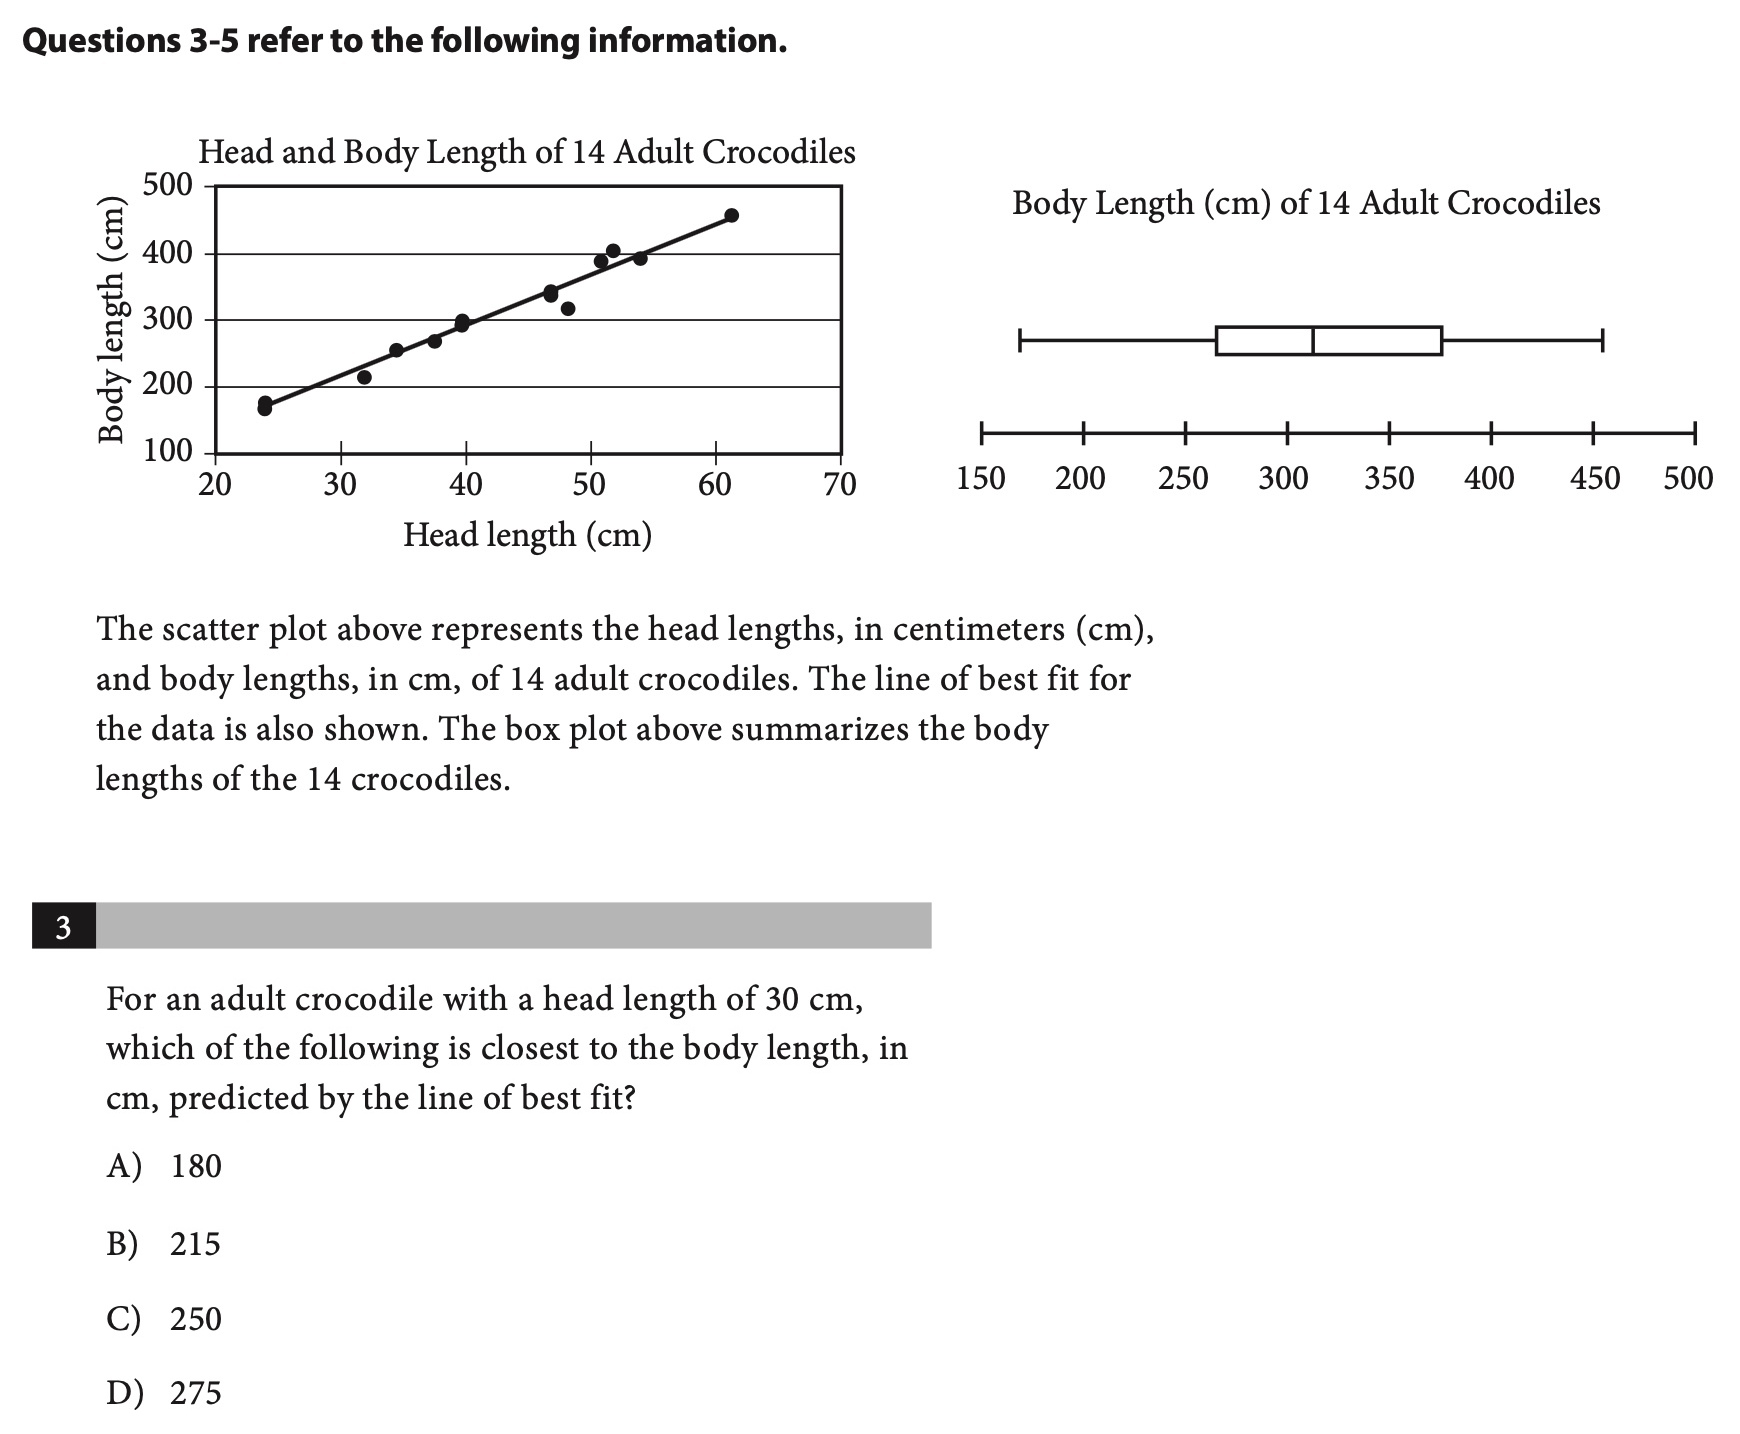 Questions 3-5 refer to the following information.
Head and Body Length of 14 Adult Crocodiles
Body length (cm)
500
400
300
200
100
20 30 40 50 60 70
Head length (cm)
Body Length (cm) of 14 Adult Crocodiles
150 200 250 300 350 400 450 500
The scatter plot above represents the head lengths, in centimeters (cm),
and body lengths, in cm, of 14 adult crocodiles. The line of best fit for
the data is also shown. The box plot above summarizes the body
lengths of the 14 crocodiles.
3
For an adult crocodile with a head length of 30 cm,
which of the following is closest to the body length, in
cm, predicted by the line of best fit?
A) 180
B) 215
C) 250
D) 275